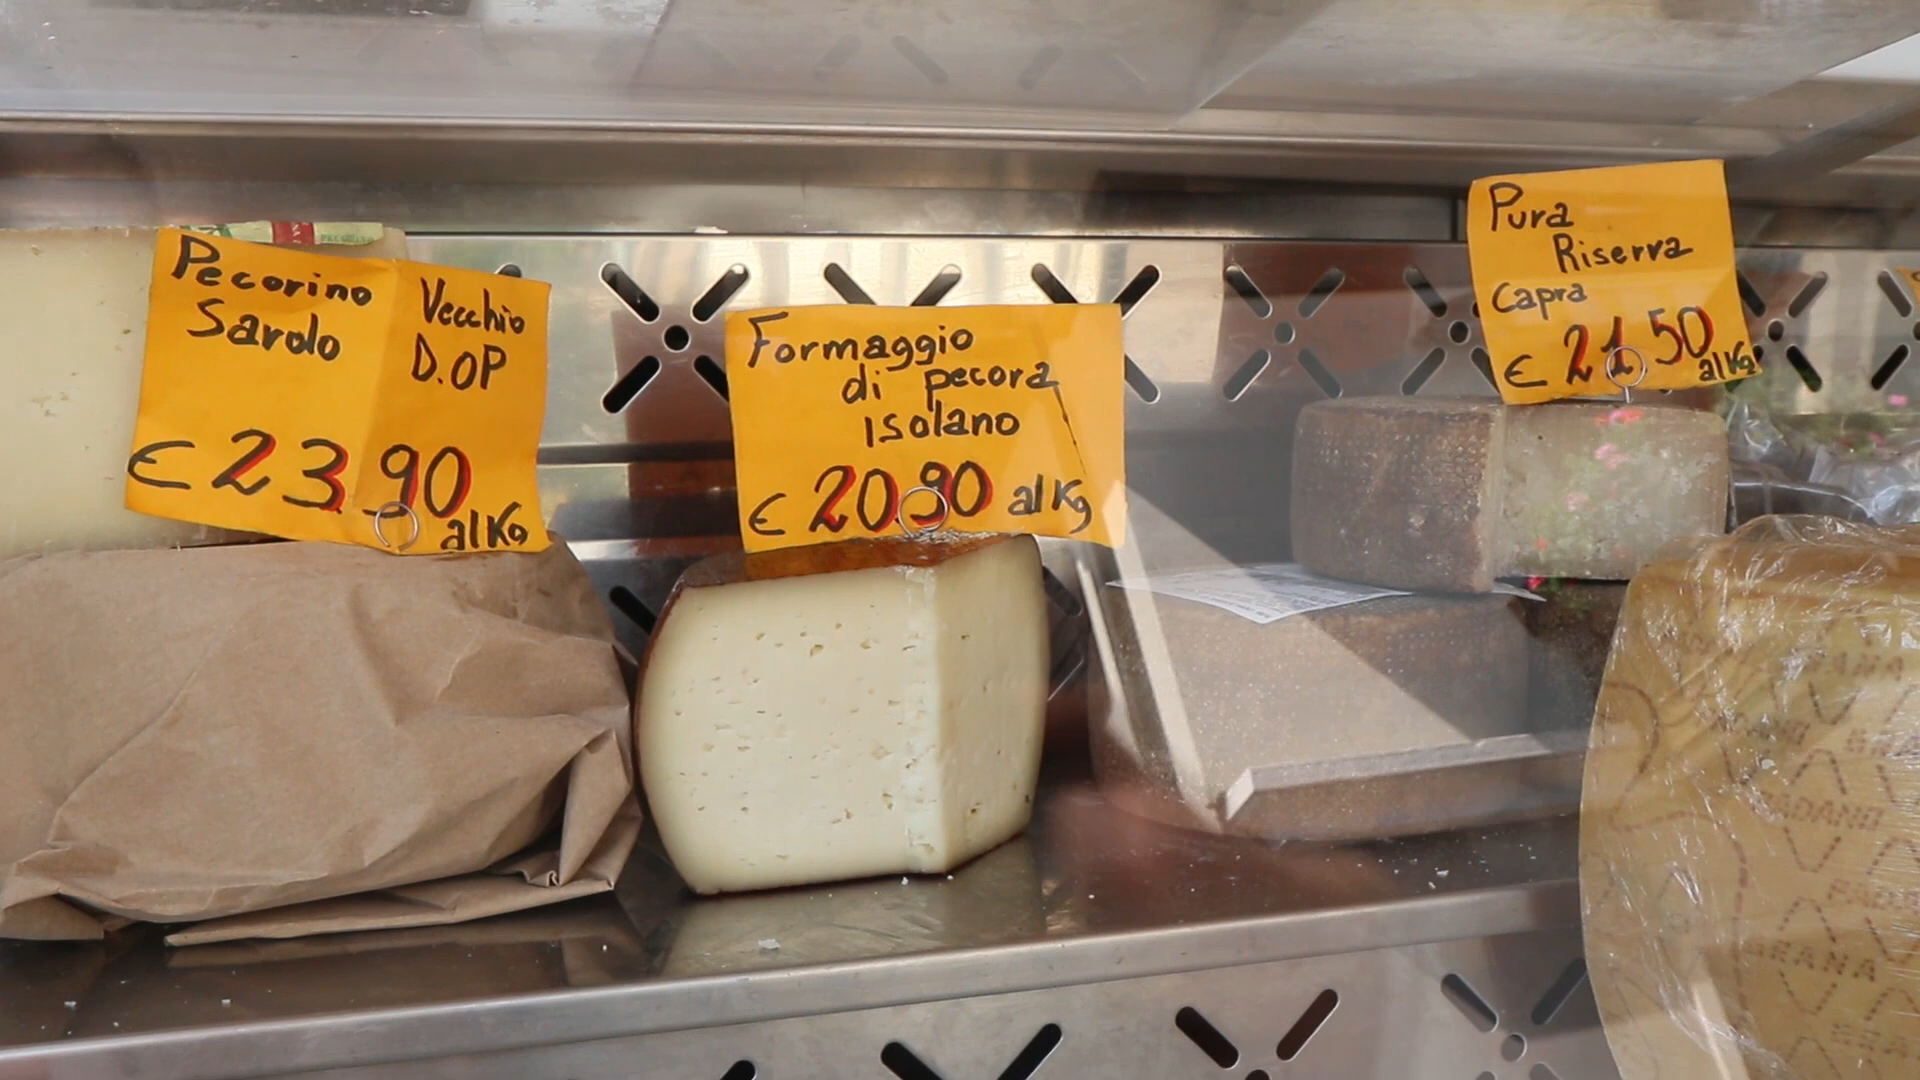 Pecorino Vecchio
Sarolo D.OP
€ 23.90
al Kg
Formaggio
di pecora
isolano
€ 20.90 al Kg
Pura
Riserva
Capra
€ 21.50
al Kg